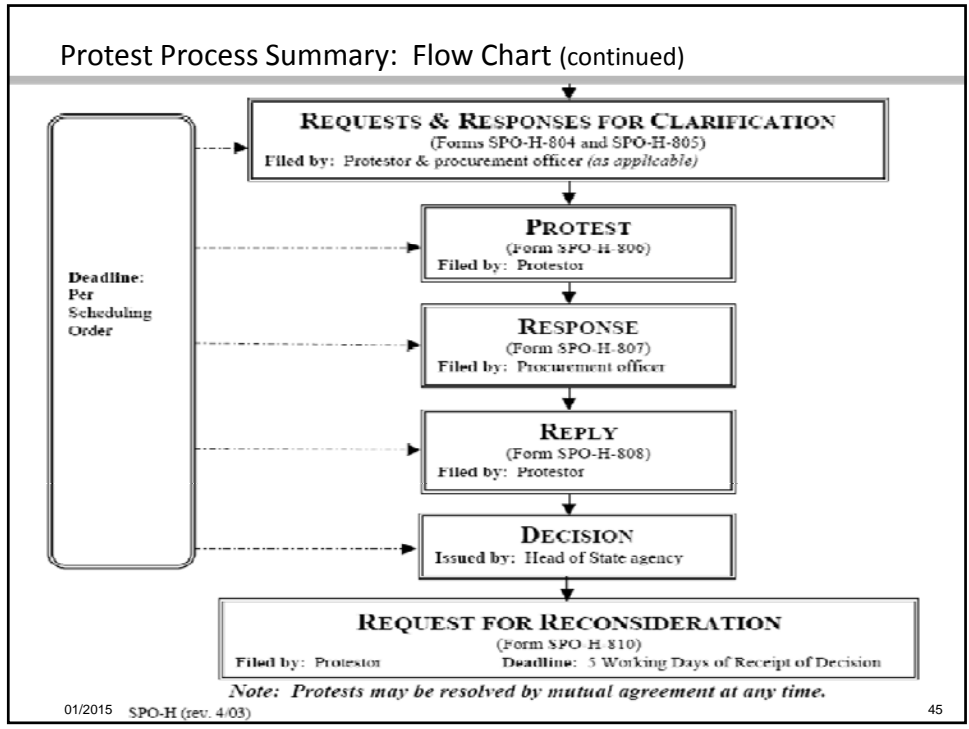 Protest Process Summary: Flow Chart (continued)
REQUESTS & RESPONSES FOR CLARIFICATION
(Forms SPO-H-804 and SPO-H-805)
Filed by: Protestor & procurement officer (as applicable)
PROTEST
(Form SPO-H-806)
Filed by: Protestor
Deadline:
Per
Scheduling
Order
RESPONSE
(Form SPO-H-807)
Filed by: Procurement officer
REPLY
(Form SPO-H-808)
Filed by: Protestor
DECISION
Issued by: Head of State agency
REQUEST FOR RECONSIDERATION
(Form SPO-H-810)
Filed by: Protestor Deadline: 5 Working Days of Receipt of Decision
Note: Protests may be resolved by mutual agreement at any time.
01/2015 SPO-H (rev. 4/03) 45